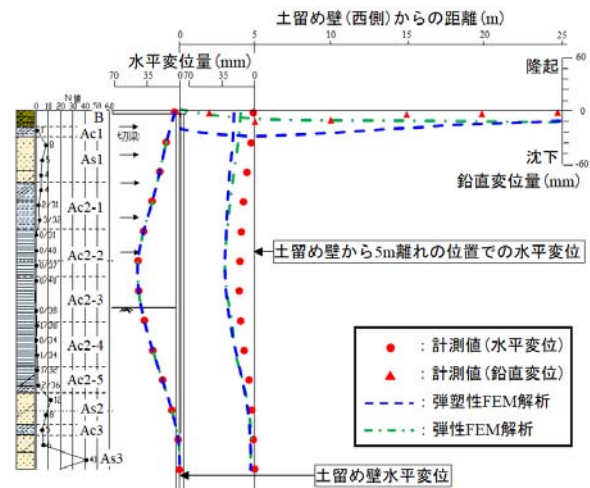 土留め壁(西側)からの距離(m)
0 5 10 15 20 25
水平変位量(mm)
70 35 0 70 35 0
隆起
60
0
沈下
-60
鉛直変位量(mm)
N値
0 10 20 30 40 50 60
B
Ac1
切梁
As1
Ac2-1
Ac2-2
Ac2-3
Ac2-4
Ac2-5
As2
Ac3
As3
土留め壁から5m離れの位置での水平変位
:計測値(水平変位)
:計測値(鉛直変位)
:弾塑性FEM解析
:弾性FEM解析
土留め壁水平変位